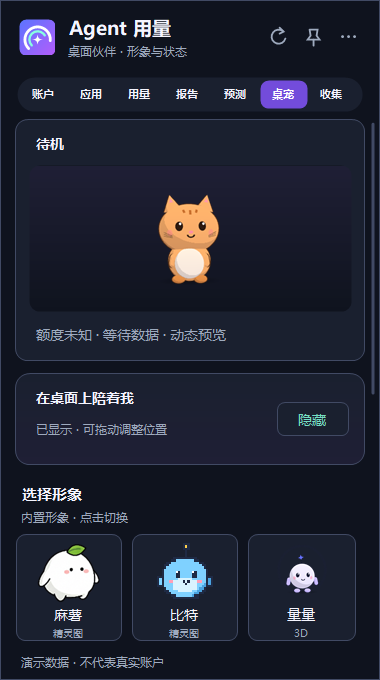 Agent 用量
桌面伙伴 · 形象与状态
账户 应用 用量 报告 预测 桌宠 收集
待机
额度未知 · 等待数据 · 动态预览
在桌面上陪着我
已显示 · 可拖动调整位置
隐藏
选择形象
内置形象 · 点击切换
麻薯 比特 量量
精灵图 精灵图 3D
演示数据 · 不代表真实账户